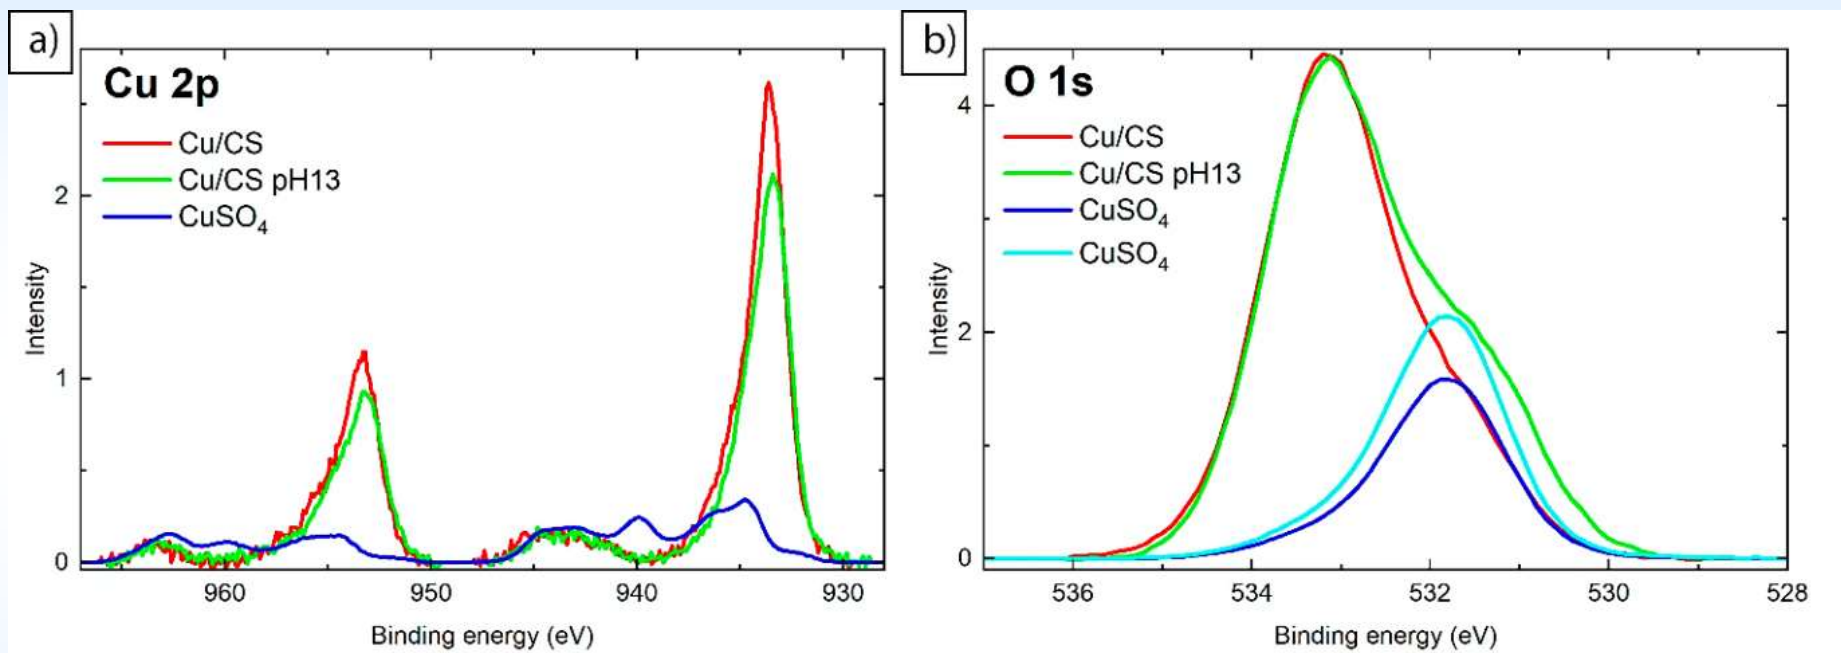 a)
Cu 2p
Cu/CS
Cu/CS pH13
CuSO₄
Intensity
2
1
0
960 950 940 930
Binding energy (eV)
b)
O 1s
Cu/CS
Cu/CS pH13
CuSO₄
CuSO₄
Intensity
4
2
0
536 534 532 530 528
Binding energy (eV)